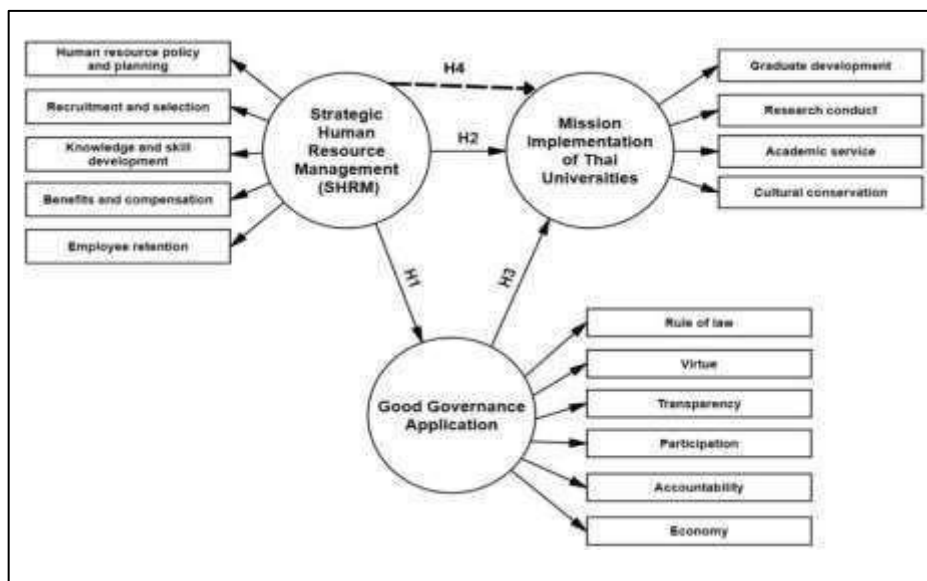 Human resource policy
and planning
Recruitment and selection
Knowledge and skill
development
Benefits and compensation
Employee retention
Strategic
Human
Resource
Management
(SHRM)
H4
H2
H1
H3
Mission
Implementation
of Thai
Universities
Graduate development
Research conduct
Academic service
Cultural conservation
Good Governance
Application
Rule of law
Virtue
Transparency
Participation
Accountability
Economy